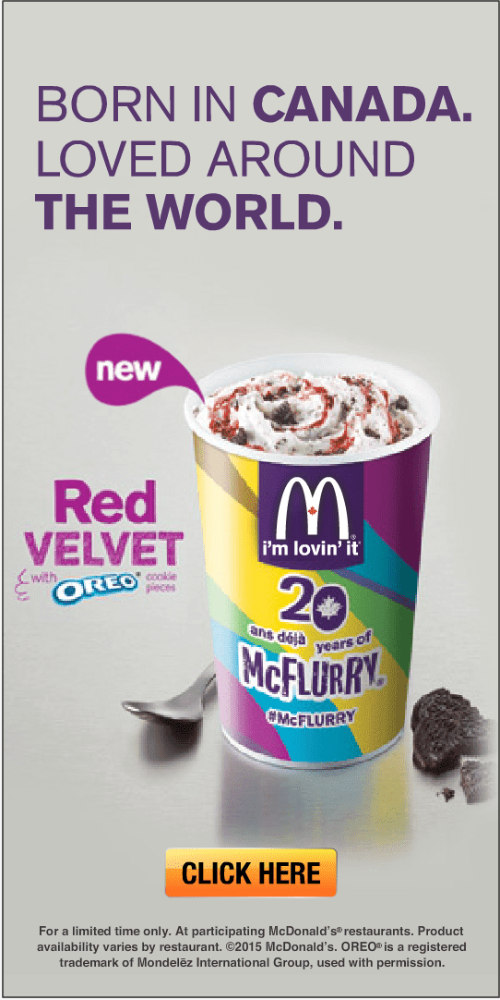 BORN IN CANADA.
LOVED AROUND
THE WORLD.
new
Red
VELVET
with OREO® cookie
pieces
M
i'm lovin' it®
20
ans déjà years of
McFLURRY®
#McFLURRY
CLICK HERE
For a limited time only. At participating McDonald's® restaurants. Product
availability varies by restaurant. ©2015 McDonald's. OREO® is a registered
trademark of Mondelēz International Group, used with permission.